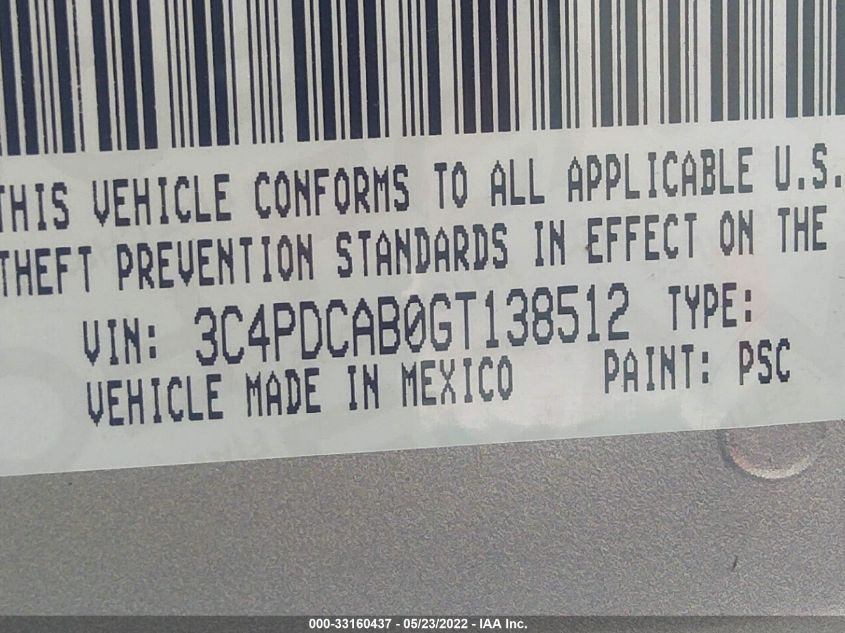 THIS VEHICLE CONFORMS TO ALL APPLICABLE U.S.
THEFT PREVENTION STANDARDS IN EFFECT ON THE
VIN: 3C4PDCAB0GT138512 TYPE:
VEHICLE MADE IN MEXICO PAINT: PSC
000-33160437 - 05/23/2022 - IAA Inc.